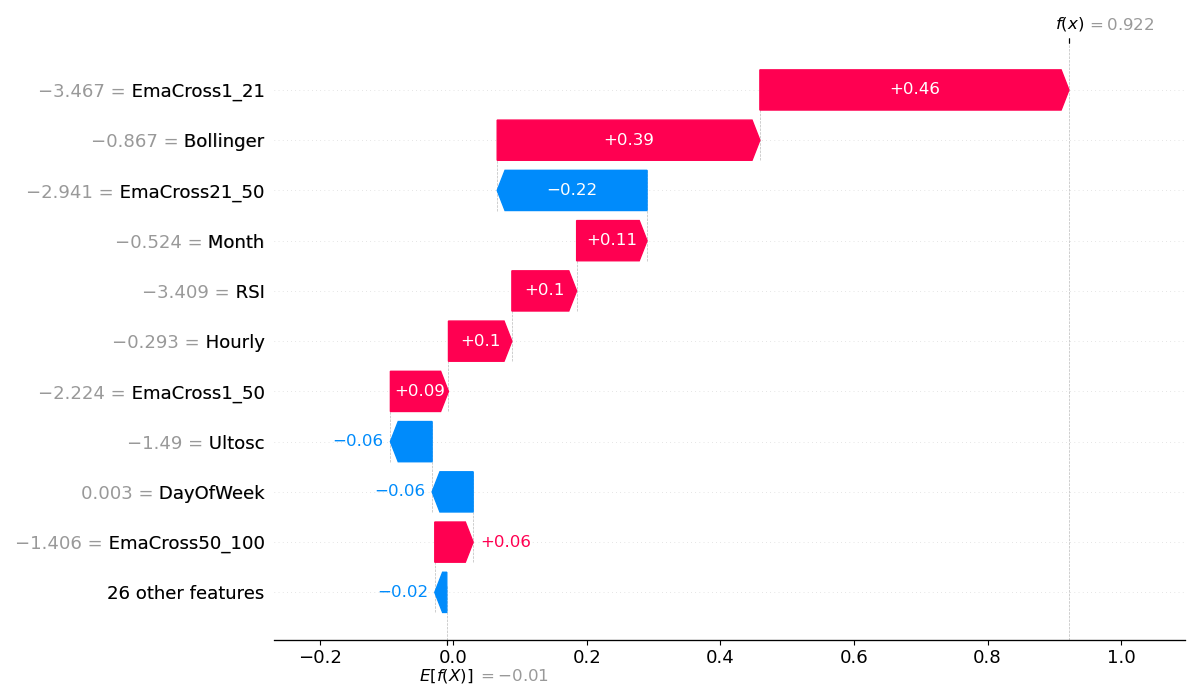 f(x) = 0.922
−3.467 = EmaCross1_21 +0.46
−0.867 = Bollinger +0.39
−2.941 = EmaCross21_50 −0.22
−0.524 = Month +0.11
−3.409 = RSI +0.1
−0.293 = Hourly +0.1
−2.224 = EmaCross1_50 +0.09
−1.49 = Ultosc −0.06
0.003 = DayOfWeek −0.06
−1.406 = EmaCross50_100 +0.06
26 other features −0.02
−0.2 0.0 0.2 0.4 0.6 0.8 1.0
E[f(X)] = −0.01